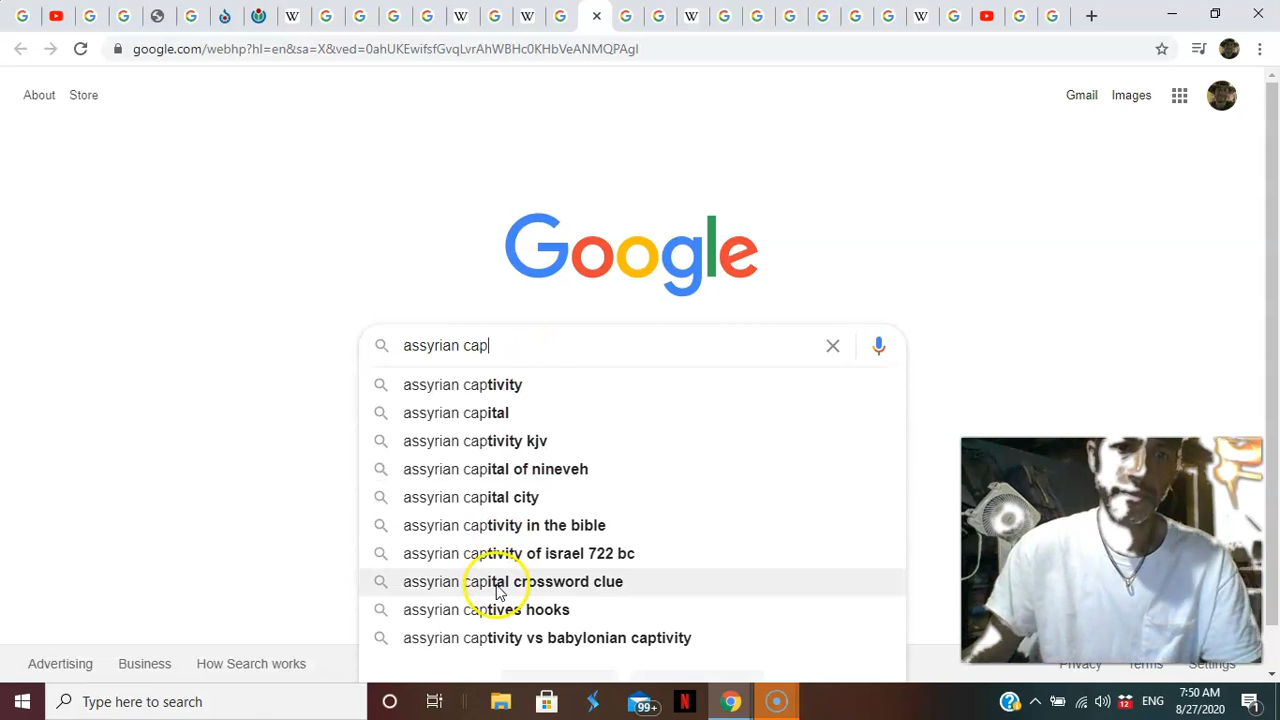 google.com/webhp?hl=en&sa=X&ved=0ahUKEwifsfGvqLvrAhWBHc0KHbVeANMQPAgI
About Store Gmail Images
Google
assyrian cap
assyrian captivity
assyrian capital
assyrian captivity kjv
assyrian capital of nineveh
assyrian capital city
assyrian captivity in the bible
assyrian captivity of israel 722 bc
assyrian capital crossword clue
assyrian captives hooks
assyrian captivity vs babylonian captivity
Advertising Business How Search works Privacy Terms Settings
Type here to search 99+ N 12 ENG 7:50 AM
8/27/2020 1